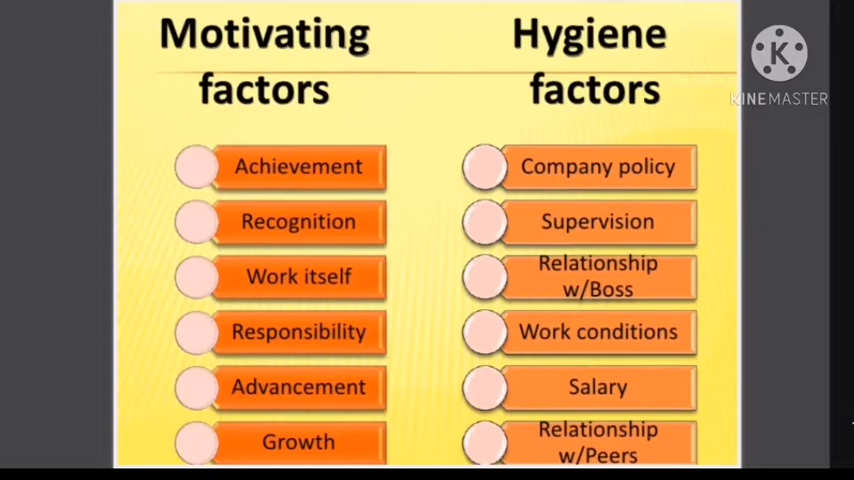 Motivating
factors
Achievement
Recognition
Work itself
Responsibility
Advancement
Growth
Hygiene
factors
Company policy
Supervision
Relationship
w/Boss
Work conditions
Salary
Relationship
w/Peers
K
KINEMASTER